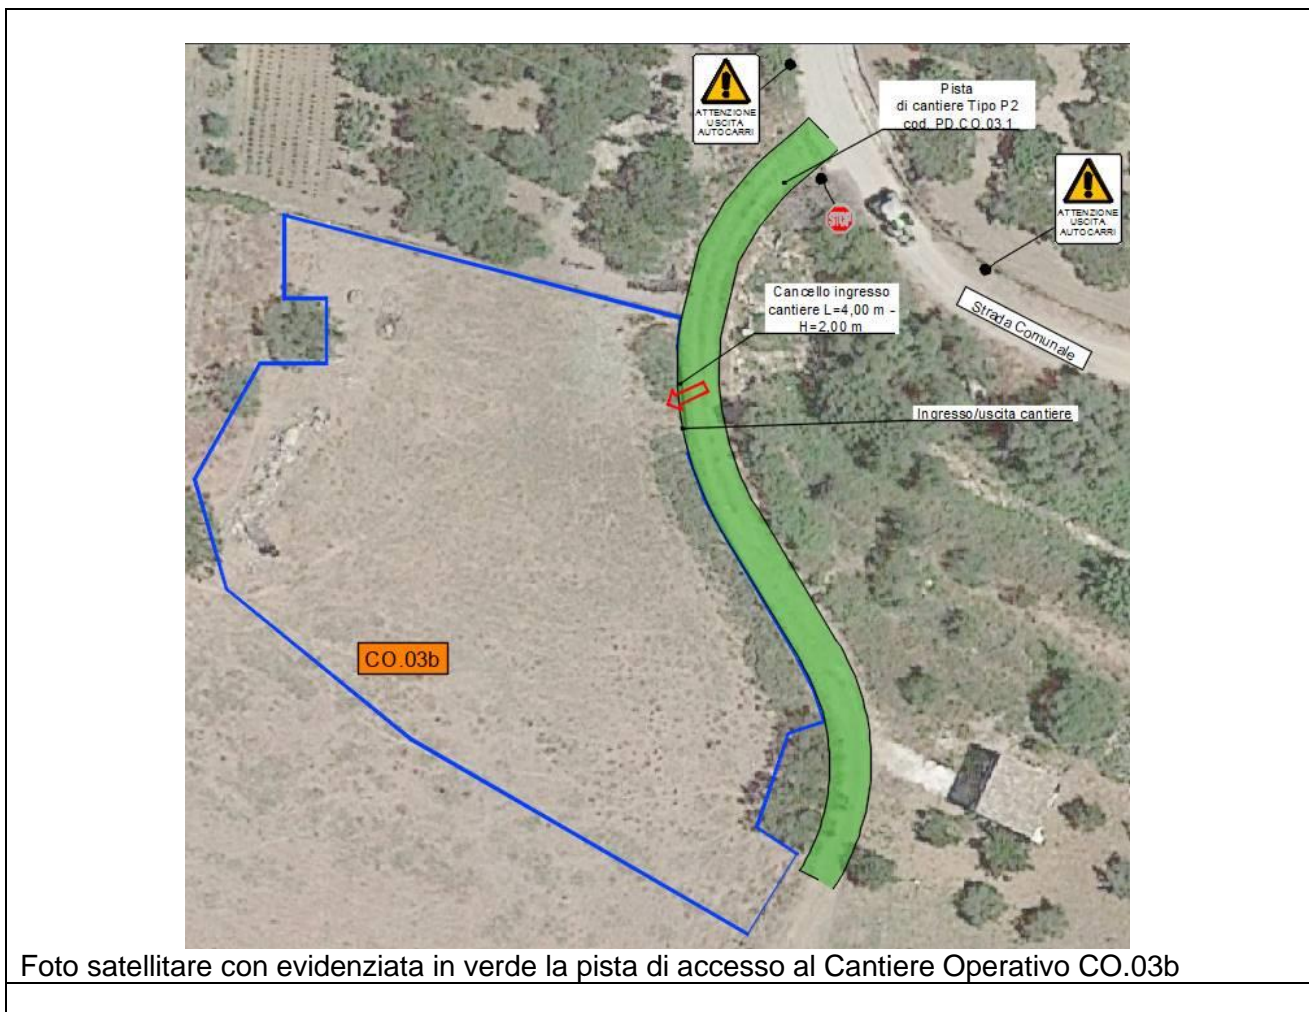 ATTENZIONE
USCITA
AUTOCARRI
Pista
di cantiere Tipo P2
cod. PD.CO.03.1
ATTENZIONE
USCITA
AUTOCARRI
STOP
Cancello ingresso
cantiere L=4,00 m -
H=2,00 m
Strada Comunale
Ingresso/uscita cantiere
CO.03b
Foto satellitare con evidenziata in verde la pista di accesso al Cantiere Operativo CO.03b